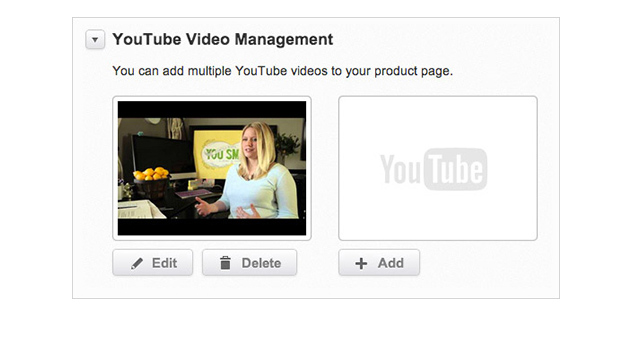 YouTube Video Management
You can add multiple YouTube videos to your product page.
YOU SM
YouTube
Edit
Delete
Add